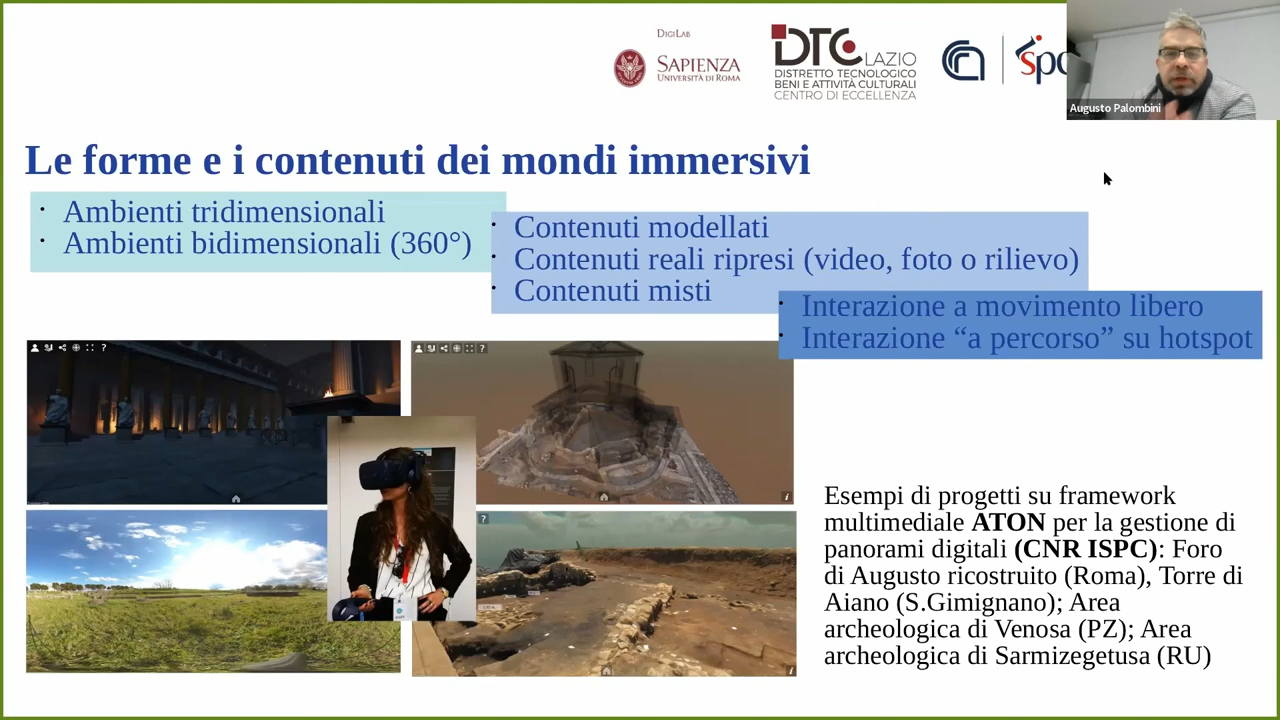 DIGILAB
SAPIENZA
UNIVERSITÀ DI ROMA
DTC LAZIO
DISTRETTO TECNOLOGICO
BENI E ATTIVITÀ CULTURALI
CENTRO DI ECCELLENZA
Augusto Palombini
Le forme e i contenuti dei mondi immersivi
· Ambienti tridimensionali
· Ambienti bidimensionali (360°)
· Contenuti modellati
· Contenuti reali ripresi (video, foto o rilievo)
· Contenuti misti
· Interazione a movimento libero
· Interazione “a percorso” su hotspot
Esempi di progetti su framework
multimediale ATON per la gestione di
panorami digitali (CNR ISPC): Foro
di Augusto ricostruito (Roma), Torre di
Aiano (S.Gimignano); Area
archeologica di Venosa (PZ); Area
archeologica di Sarmizegetusa (RU)